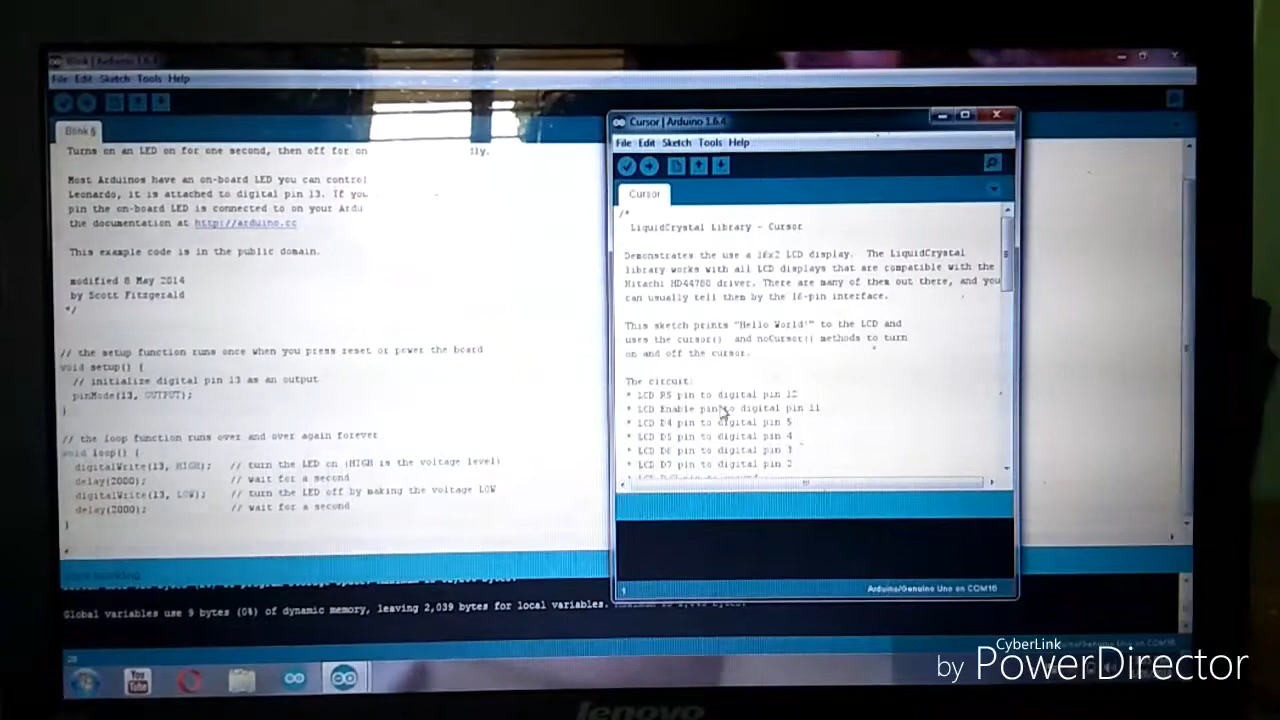 Blink | Arduino 1.6.4
File Edit Sketch Tools Help
Blink §
Turns on an LED on for one second, then off for on
Most Arduinos have an on-board LED you can control
Leonardo, it is attached to digital pin 13. If you
pin the on-board LED is connected to on your Ardu
the documentation at http://arduino.cc
This example code is in the public domain.
modified 8 May 2014
by Scott Fitzgerald
*/
// the setup function runs once when you press reset or power the board
void setup() {
// initialize digital pin 13 as an output
pinMode(13, OUTPUT);
}
// the loop function runs over and over again forever
void loop() {
digitalWrite(13, HIGH); // turn the LED on (HIGH is the voltage level)
delay(2000); // wait for a second
digitalWrite(13, LOW); // turn the LED off by making the voltage LOW
delay(2000); // wait for a second
}
Global variables use 9 bytes (0%) of dynamic memory, leaving 2,039 bytes for local variables.
28
Cursor | Arduino 1.6.4
File Edit Sketch Tools Help
Cursor
/*
LiquidCrystal Library - Cursor
Demonstrates the use a 16x2 LCD display. The LiquidCrystal
library works with all LCD displays that are compatible with the
Hitachi HD44780 driver. There are many of them out there, and you
can usually tell them by the 16-pin interface.
This sketch prints "Hello World!" to the LCD and
uses the cursor() and noCursor() methods to turn
on and off the cursor.
The circuit:
* LCD RS pin to digital pin 12
* LCD Enable pin to digital pin 11
* LCD D4 pin to digital pin 5
* LCD D5 pin to digital pin 4
* LCD D6 pin to digital pin 3
* LCD D7 pin to digital pin 2
1
Arduino/Genuino Uno on COM16
You
Tube
lenovo
CyberLink
by PowerDirector